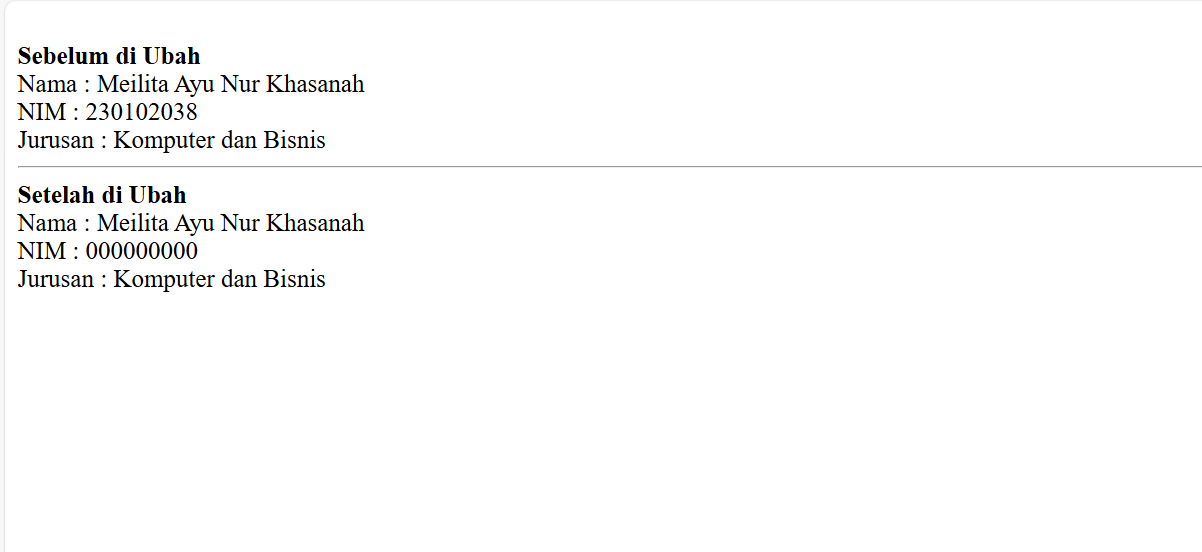 Sebelum di Ubah
Nama : Meilita Ayu Nur Khasanah
NIM : 230102038
Jurusan : Komputer dan Bisnis
Setelah di Ubah
Nama : Meilita Ayu Nur Khasanah
NIM : 000000000
Jurusan : Komputer dan Bisnis